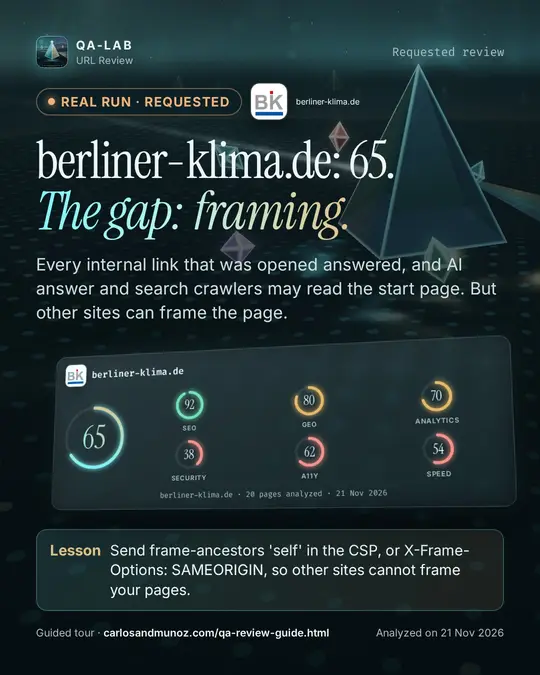 QA-LAB
URL Review
Requested review
REAL RUN · REQUESTED
BK
berliner-klima.de
berliner-klima.de: 65.
The gap: framing.
Every internal link that was opened answered, and AI
answer and search crawlers may read the start page. But
other sites can frame the page.
BK
berliner-klima.de
65
92
SEO
80
GEO
70
ANALYTICS
38
SECURITY
62
A11Y
54
SPEED
berliner-klima.de · 20 pages analyzed · 21 Nov 2026
Lesson
Send frame-ancestors 'self' in the CSP, or X-Frame-
Options: SAMEORIGIN, so other sites cannot frame
your pages.
Guided tour · carlosandmunoz.com/qa-review-guide.html
Analyzed on 21 Nov 2026